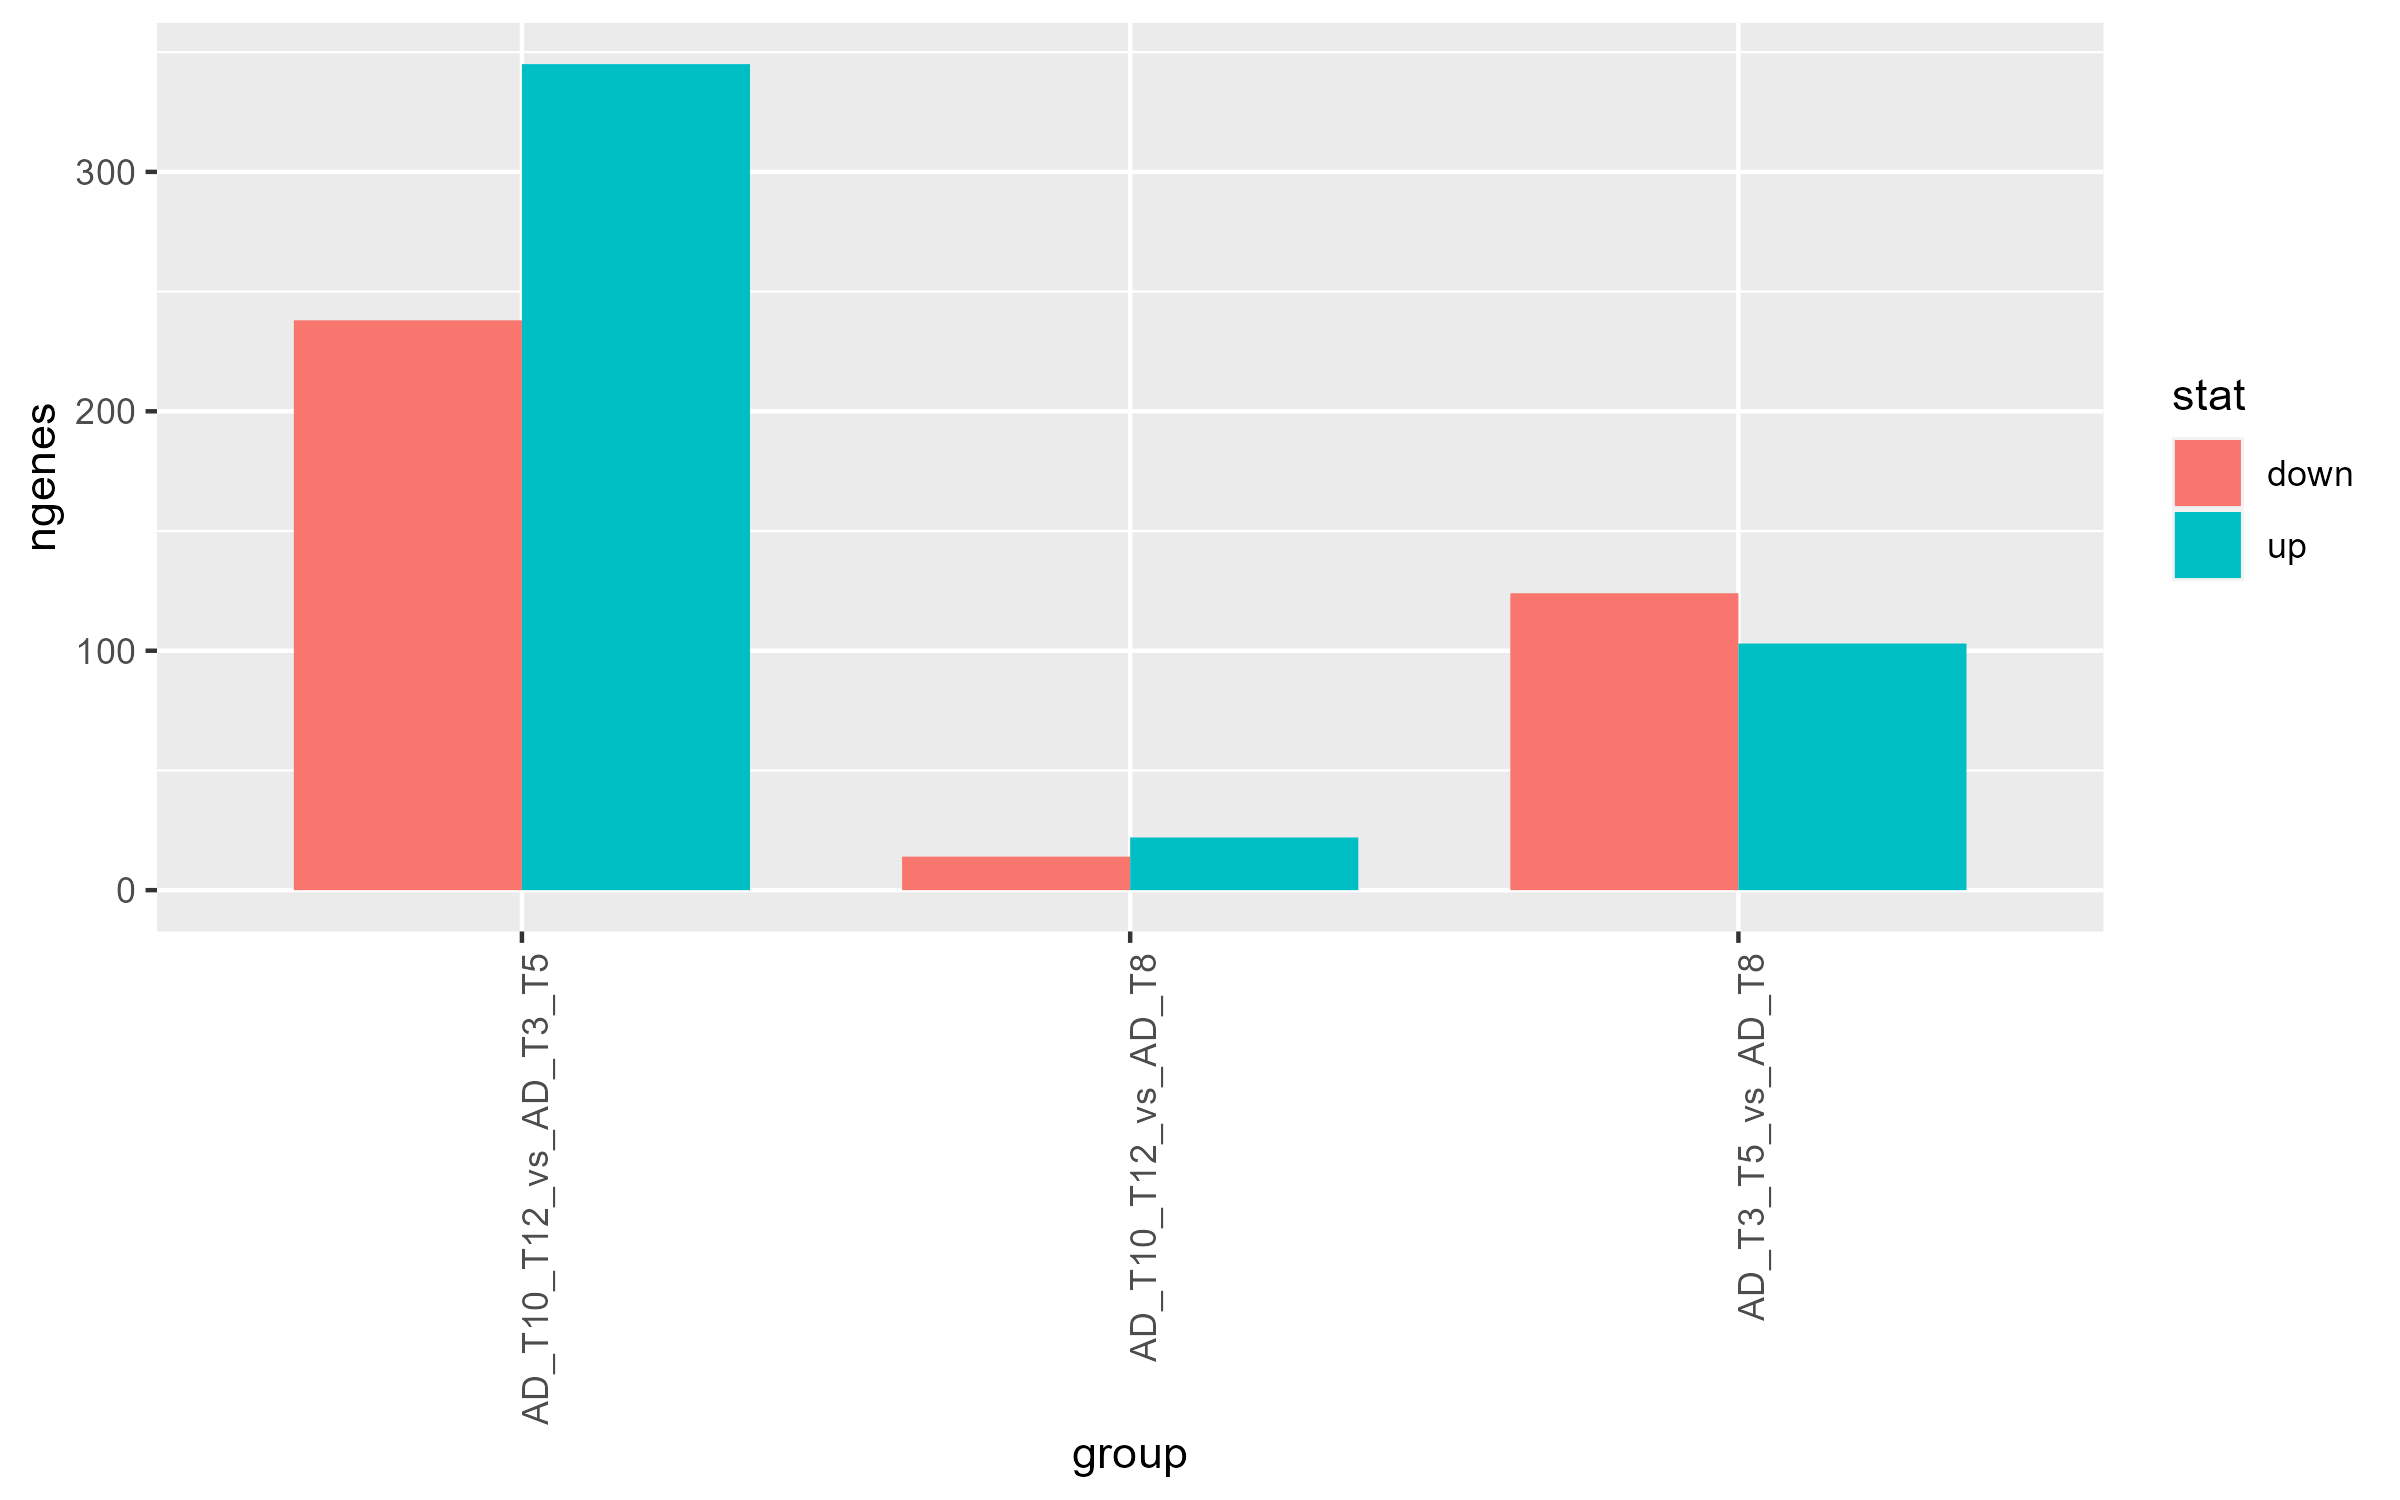 ngenes
300
200
100
0
AD_T10_T12_vs_AD_T3_T5
AD_T10_T12_vs_AD_T8
AD_T3_T5_vs_AD_T8
group
stat
down
up